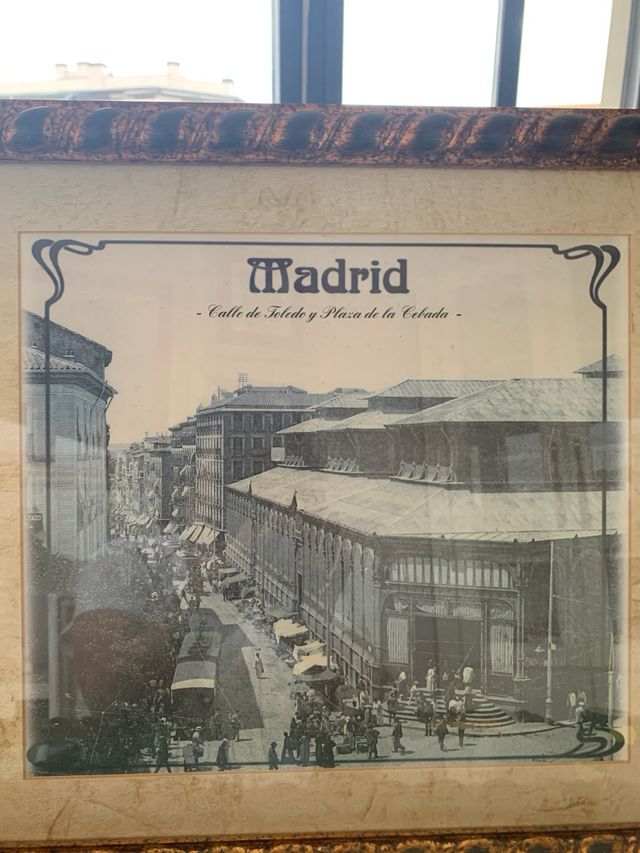 Madrid
- Calle de Toledo y Plaza de la Cebada -